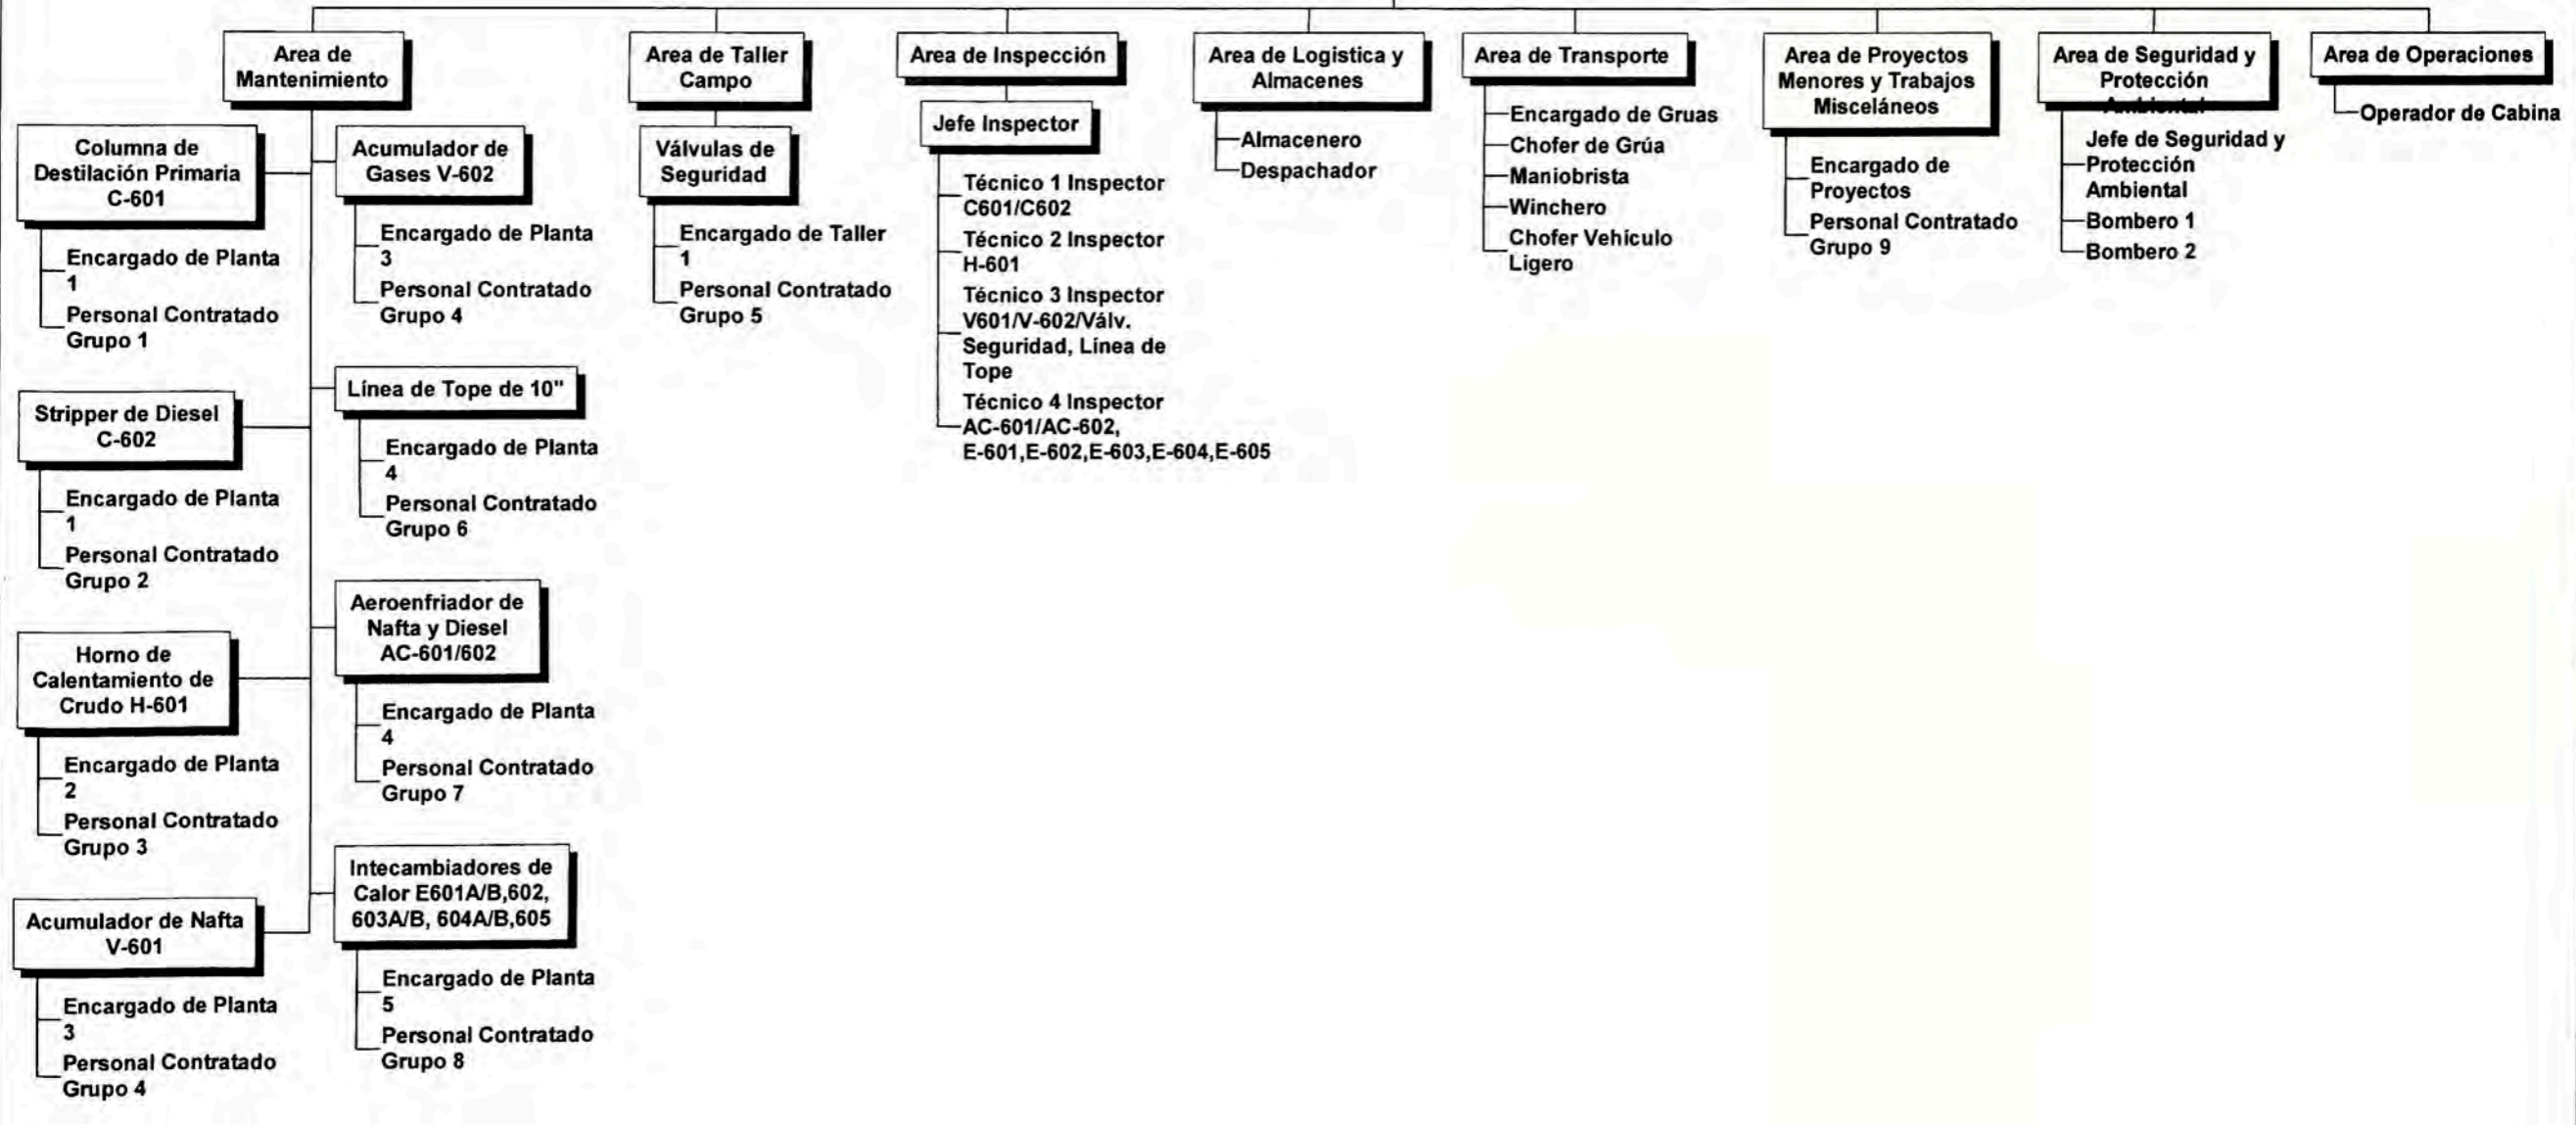 Area de
Mantenimiento
Columna de
Destilación Primaria
C-601
Encargado de Planta
1
Personal Contratado
Grupo 1
Stripper de Diesel
C-602
Encargado de Planta
1
Personal Contratado
Grupo 2
Horno de
Calentamiento de
Crudo H-601
Encargado de Planta
2
Personal Contratado
Grupo 3
Acumulador de Nafta
V-601
Encargado de Planta
3
Personal Contratado
Grupo 4
Acumulador de
Gases V-602
Encargado de Planta
3
Personal Contratado
Grupo 4
Línea de Tope de 10"
Encargado de Planta
4
Personal Contratado
Grupo 6
Aeroenfriador de
Nafta y Diesel
AC-601/602
Encargado de Planta
4
Personal Contratado
Grupo 7
Intecambiadores de
Calor E601A/B,602,
603A/B, 604A/B,605
Encargado de Planta
5
Personal Contratado
Grupo 8
Area de Taller
Campo
Válvulas de
Seguridad
Encargado de Taller
1
Personal Contratado
Grupo 5
Area de Inspección
Jefe Inspector
Técnico 1 Inspector
C601/C602
Técnico 2 Inspector
H-601
Técnico 3 Inspector
V601/V-602/Válv.
Seguridad, Línea de
Tope
Técnico 4 Inspector
AC-601/AC-602,
E-601,E-602,E-603,E-604,E-605
Area de Logistica y
Almacenes
Almacenero
Despachador
Area de Transporte
Encargado de Gruas
Chofer de Grúa
Maniobrista
Winchero
Chofer Vehículo
Ligero
Area de Proyectos
Menores y Trabajos
Misceláneos
Encargado de
Proyectos
Personal Contratado
Grupo 9
Area de Seguridad y
Protección
Ambiental
Jefe de Seguridad y
Protección
Ambiental
Bombero 1
Bombero 2
Area de Operaciones
Operador de Cabina